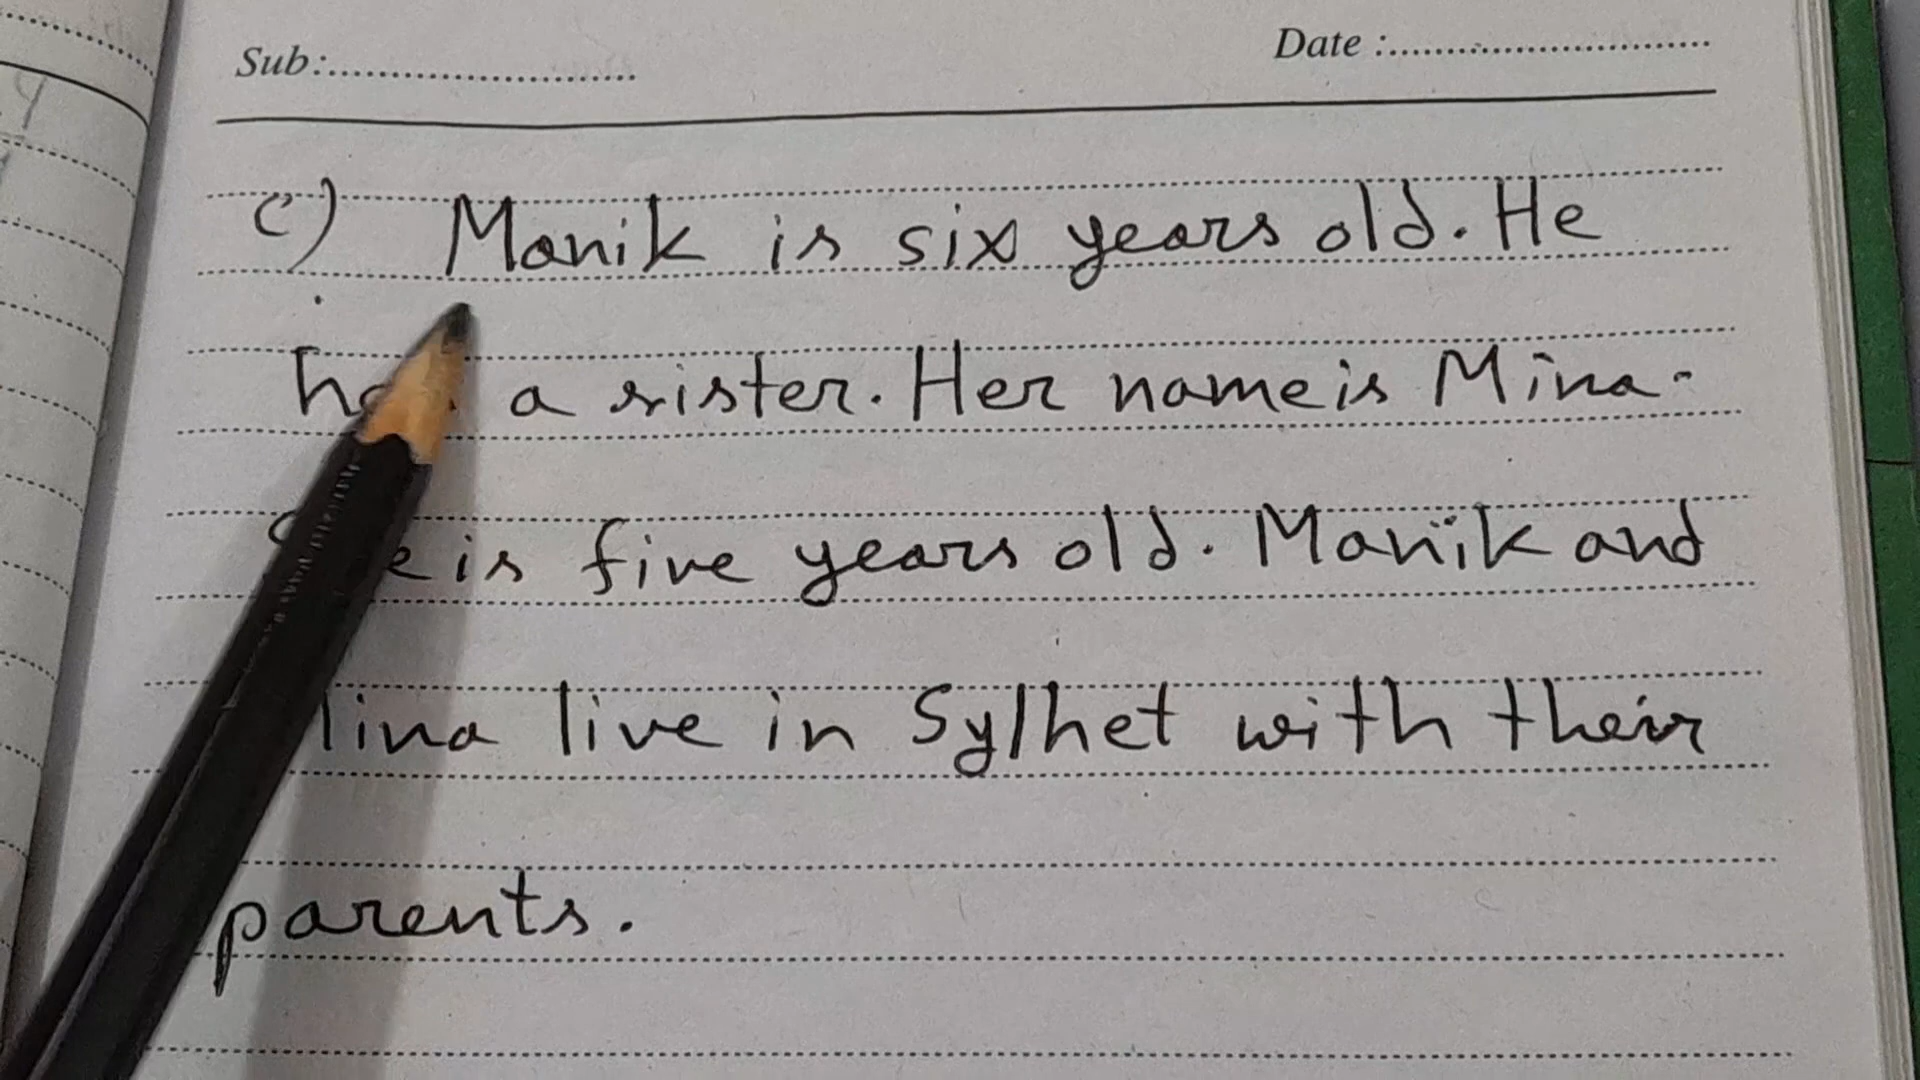 Sub:........................ Date :..............................
c) Manik is six years old. He
a sister. Her name is Mina.
is five years old. Manik and
live in Sylhet with their
parents.